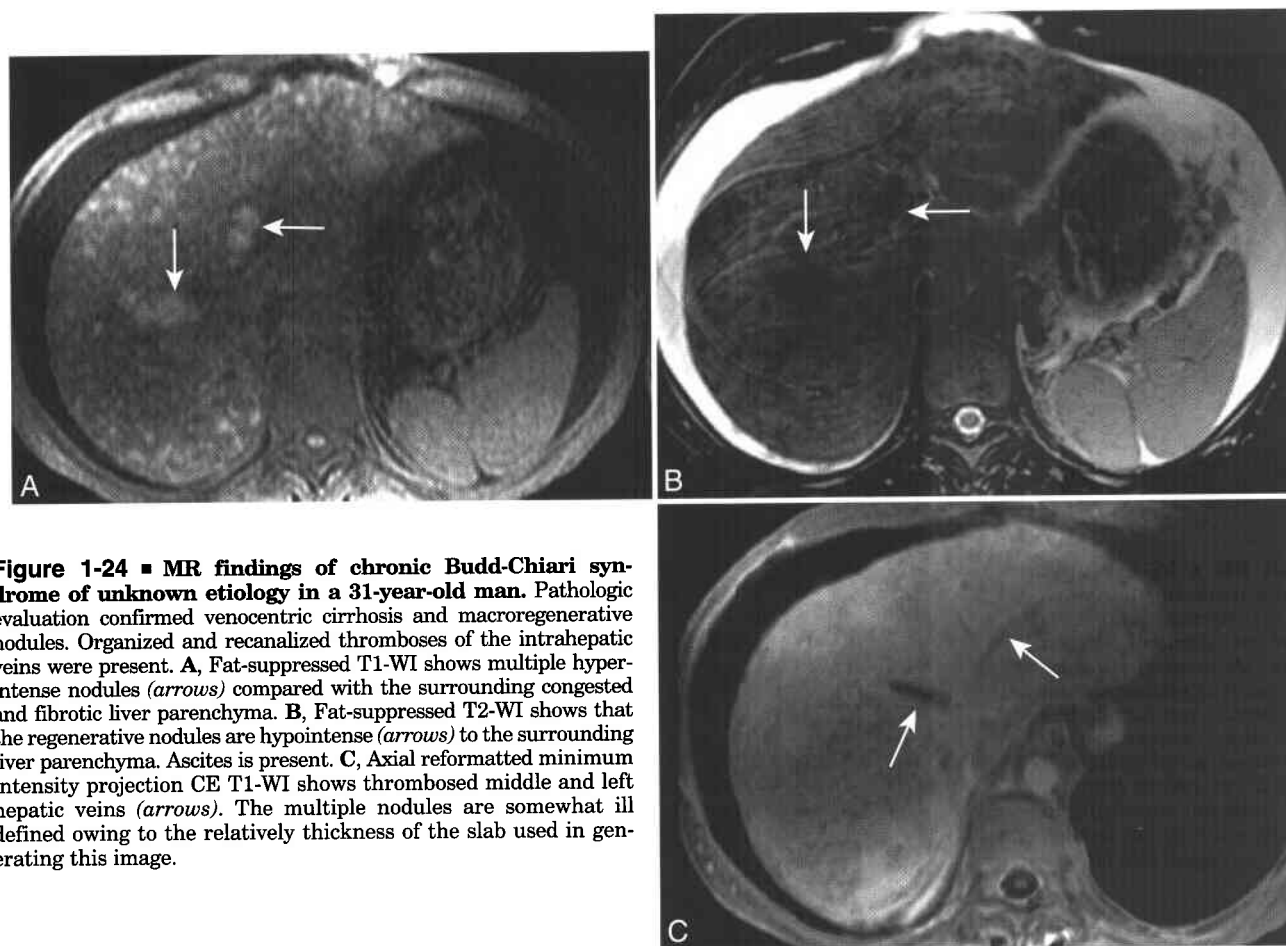 A
B
Figure 1-24 ▪ MR findings of chronic Budd-Chiari syn-
drome of unknown etiology in a 31-year-old man. Pathologic
evaluation confirmed venocentric cirrhosis and macroregenerative
nodules. Organized and recanalized thromboses of the intrahepatic
veins were present. A, Fat-suppressed T1-WI shows multiple hyper-
intense nodules (arrows) compared with the surrounding congested
and fibrotic liver parenchyma. B, Fat-suppressed T2-WI shows that
the regenerative nodules are hypointense (arrows) to the surrounding
liver parenchyma. Ascites is present. C, Axial reformatted minimum
intensity projection CE T1-WI shows thrombosed middle and left
hepatic veins (arrows). The multiple nodules are somewhat ill
defined owing to the relatively thickness of the slab used in gen-
erating this image.
C